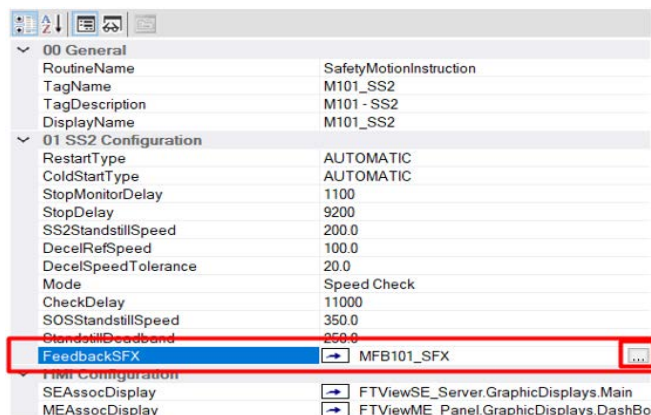 00 General
RoutineName SafetyMotionInstruction
TagName M101_SS2
TagDescription M101 - SS2
DisplayName M101_SS2
01 SS2 Configuration
RestartType AUTOMATIC
ColdStartType AUTOMATIC
StopMonitorDelay 1100
StopDelay 9200
SS2StandstillSpeed 200.0
DecelRefSpeed 100.0
DecelSpeedTolerance 20.0
Mode Speed Check
CheckDelay 11000
SOSStandstillSpeed 350.0
StandstillDeadband 250.0
FeedbackSFX MFB101_SFX ...
HMI Configuration
SEAssocDisplay FTViewSE_Server.GraphicDisplays.Main
MEAssocDisplay FTViewME_Panel.GraphicDisplays.DashBo